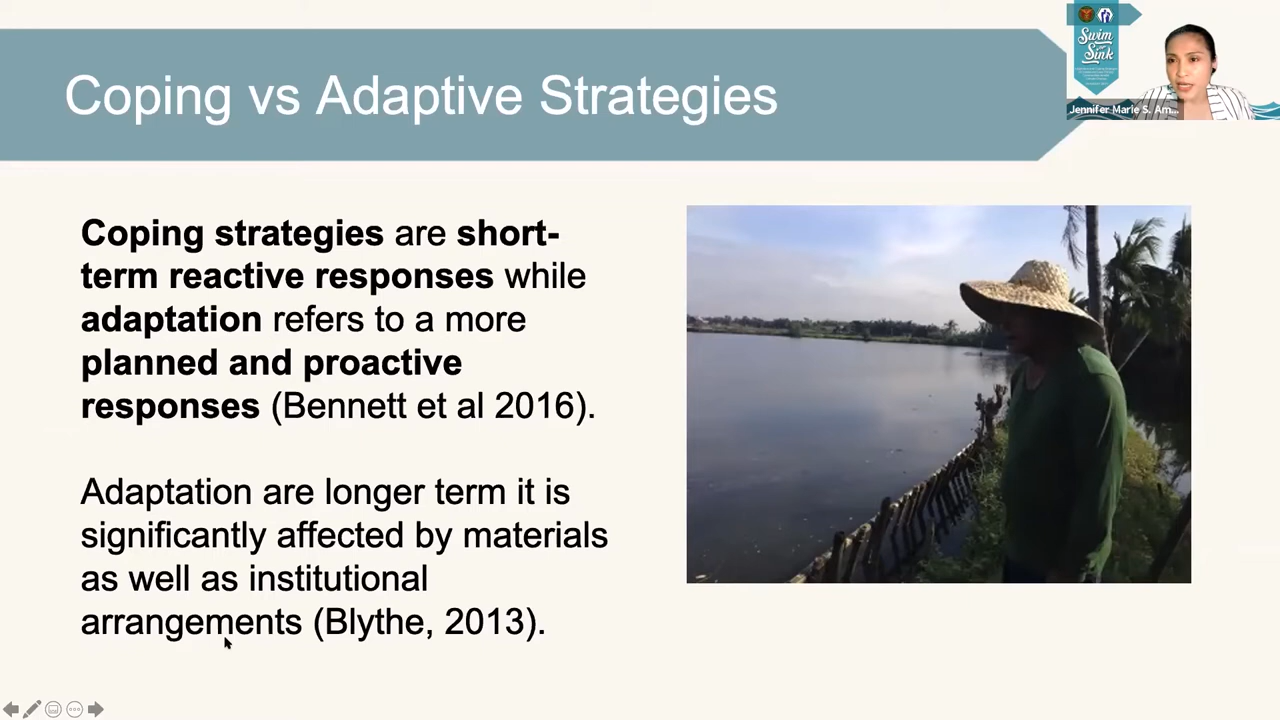 Coping vs Adaptive Strategies
Swim
Sink
Jennifer Marie S. Am...
Coping strategies are short-
term reactive responses while
adaptation refers to a more
planned and proactive
responses (Bennett et al 2016).
Adaptation are longer term it is
significantly affected by materials
as well as institutional
arrangements (Blythe, 2013).